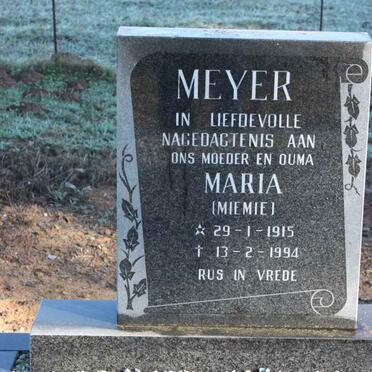 MEYER
IN LIEFDEVOLLE
NAGEDAGTENIS AAN
ONS MOEDER EN OUMA
MARIA
(MIEMIE)
☆ 29-1-1915
† 13-2-1994
RUS IN VREDE